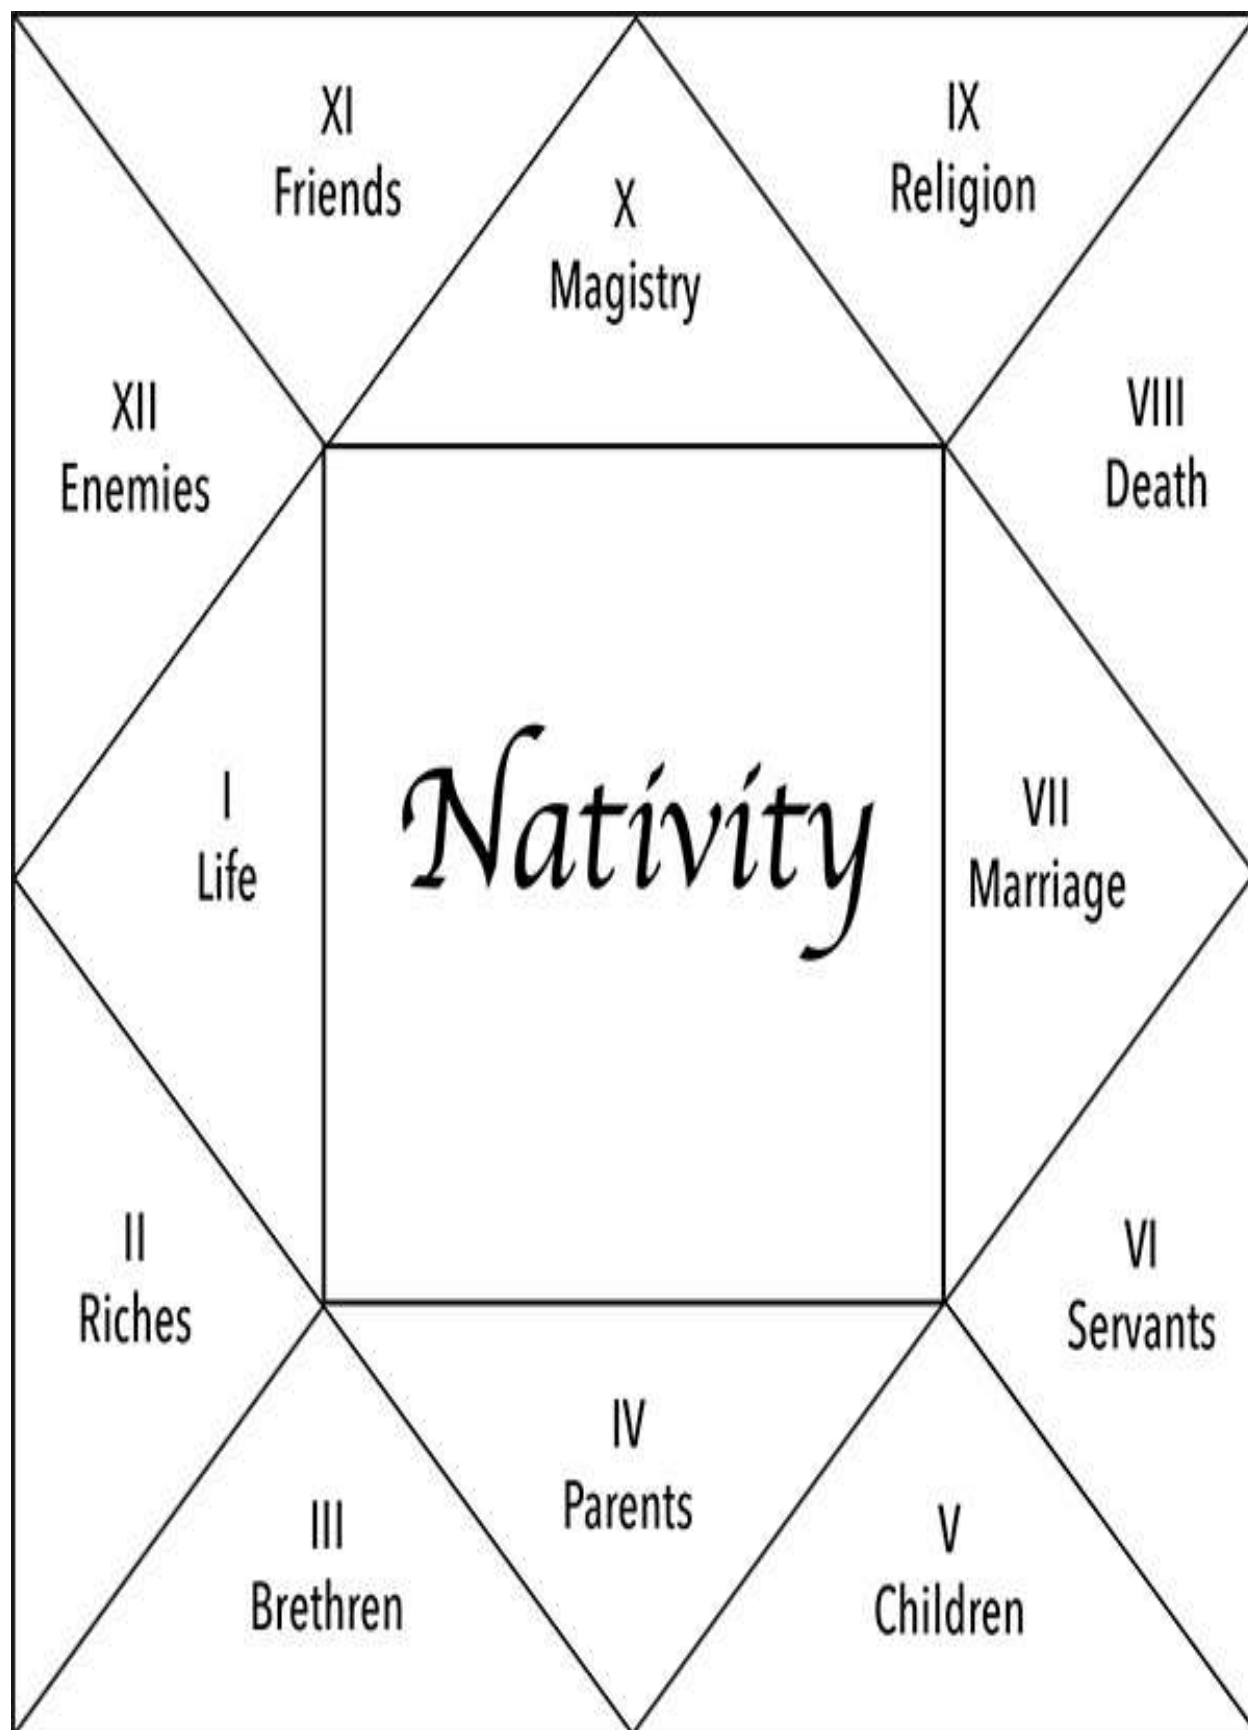 XI
Friends
X
Magistry
IX
Religion
XII
Enemies
VIII
Death
I
Life
Nativity
VII
Marriage
II
Riches
VI
Servants
III
Brethren
IV
Parents
V
Children